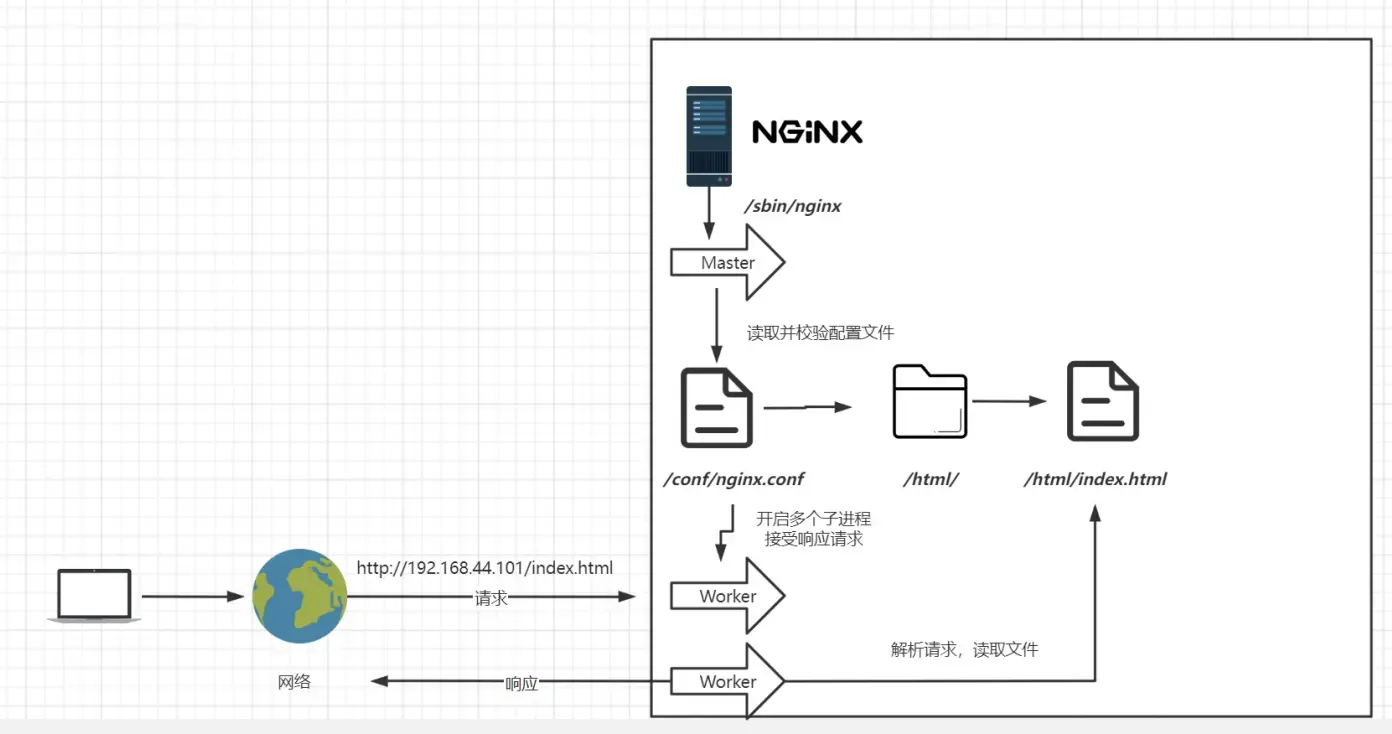 NGiNX
/sbin/nginx
Master
读取并校验配置文件
/conf/nginx.conf
/html/
/html/index.html
开启多个子进程
接受响应请求
http://192.168.44.101/index.html
请求
Worker
解析请求，读取文件
网络
响应
Worker